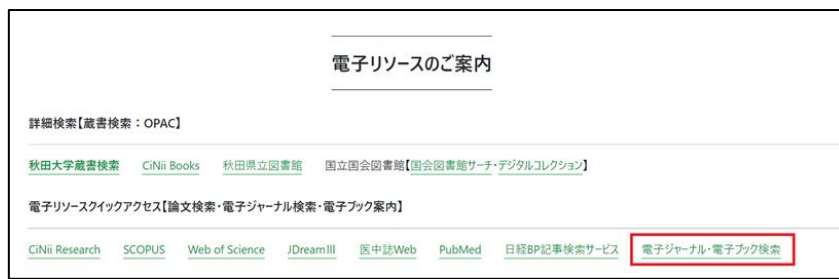 電子リソースのご案内
詳細検索【蔵書検索：OPAC】
秋田大学蔵書検索 CiNii Books 秋田県立図書館 国立国会図書館【国会図書館サーチ・デジタルコレクション】
電子リソースクイックアクセス【論文検索・電子ジャーナル検索・電子ブック案内】
CiNii Research SCOPUS Web of Science JDreamⅢ 医中誌Web PubMed 日経BP記事検索サービス 電子ジャーナル・電子ブック検索